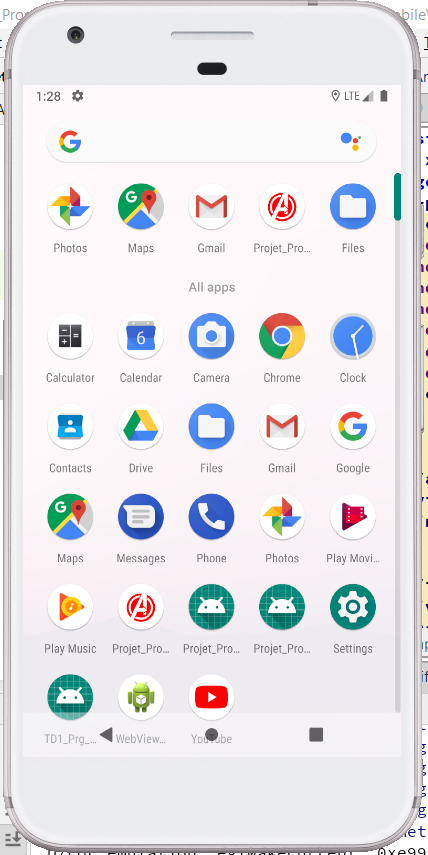 1:28 LTE
Photos Maps Gmail Projet_Pro... Files
All apps
6
Calculator Calendar Camera Chrome Clock
Contacts Drive Files Gmail Google
Maps Messages Phone Photos Play Movi...
Play Music Projet_Pro... Projet_Pro... Projet_Pro... Settings
TD1_Prg_... WebView... YouTube